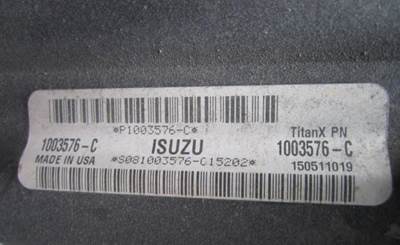 *P1003576-C*
1003576-C ISUZU TitanX PN
MADE IN USA 1003576-C
*S081003576-C15202*
150511019